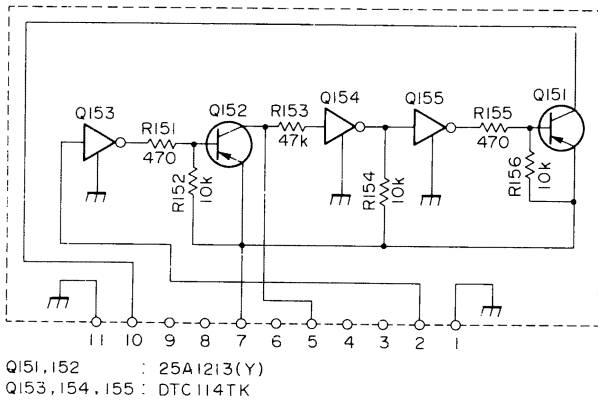 Q153
R151
470
R152
10k
Q152
R153
47k
Q154
R154
10k
Q155
R155
470
R156
10k
Q151
11 10 9 8 7 6 5 4 3 2 1
Q151,152 : 2SA1213(Y)
Q153,154,155 : DTC114TK